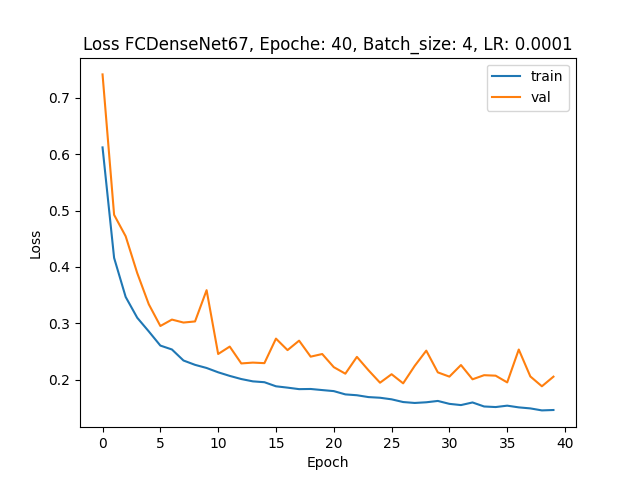 Loss FCDenseNet67, Epoche: 40, Batch_size: 4, LR: 0.0001
train
val
0.7
0.6
0.5
0.4
0.3
0.2
Loss
0 5 10 15 20 25 30 35 40
Epoch